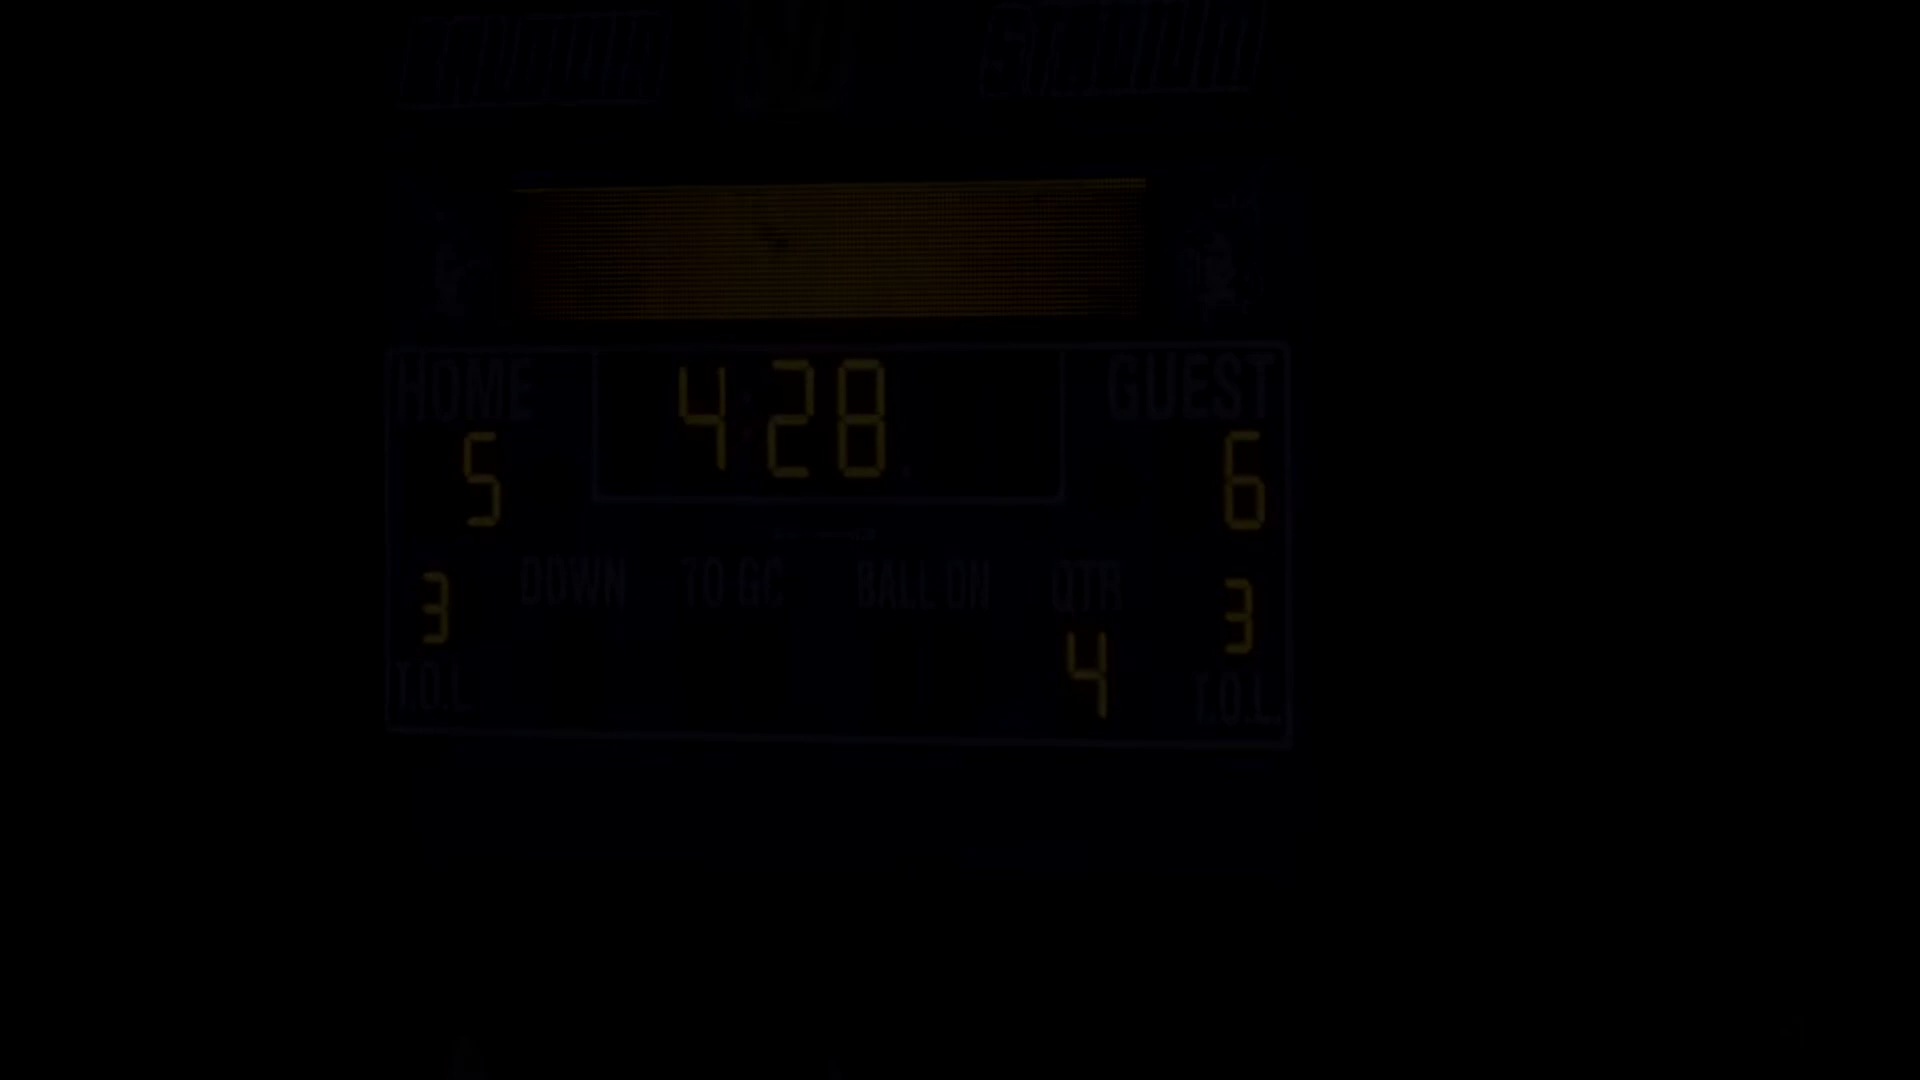 HOME 4:28 GUEST
5 6
DOWN TO GO BALL ON QTR
3 3
4
T.O.L. T.O.L.